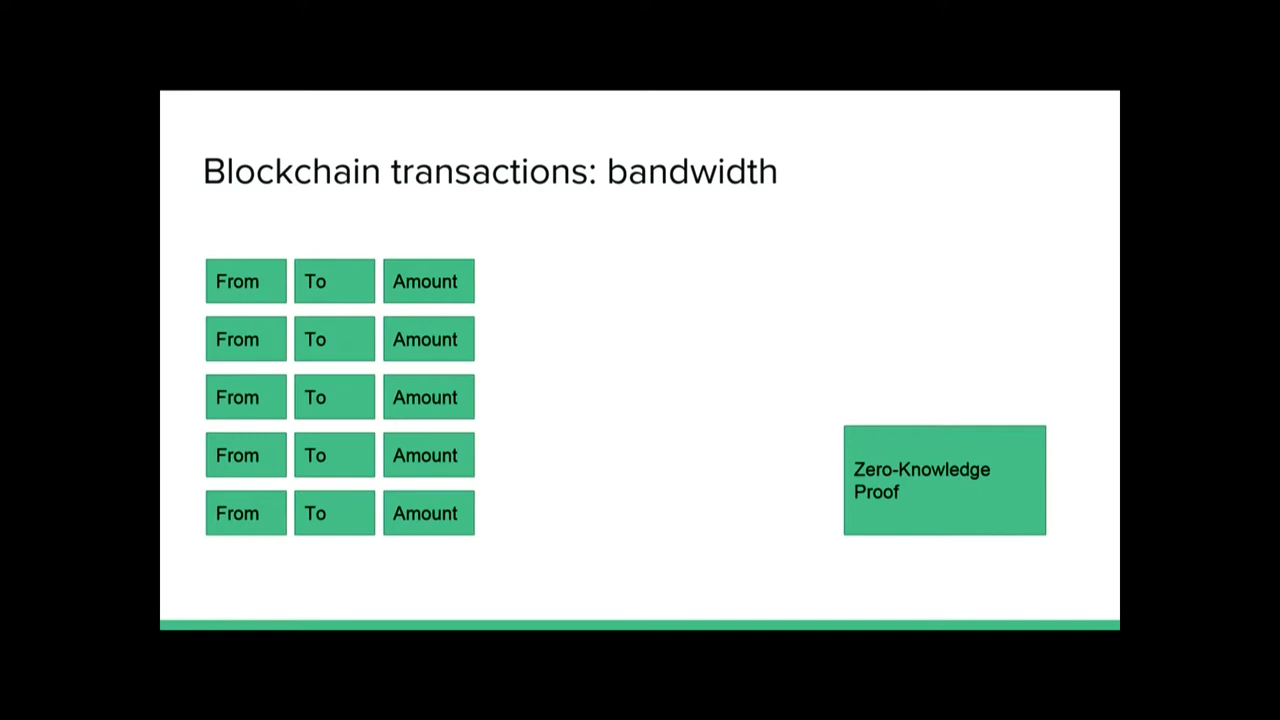 Blockchain transactions: bandwidth
From To Amount
From To Amount
From To Amount
From To Amount
From To Amount
Zero-Knowledge
Proof